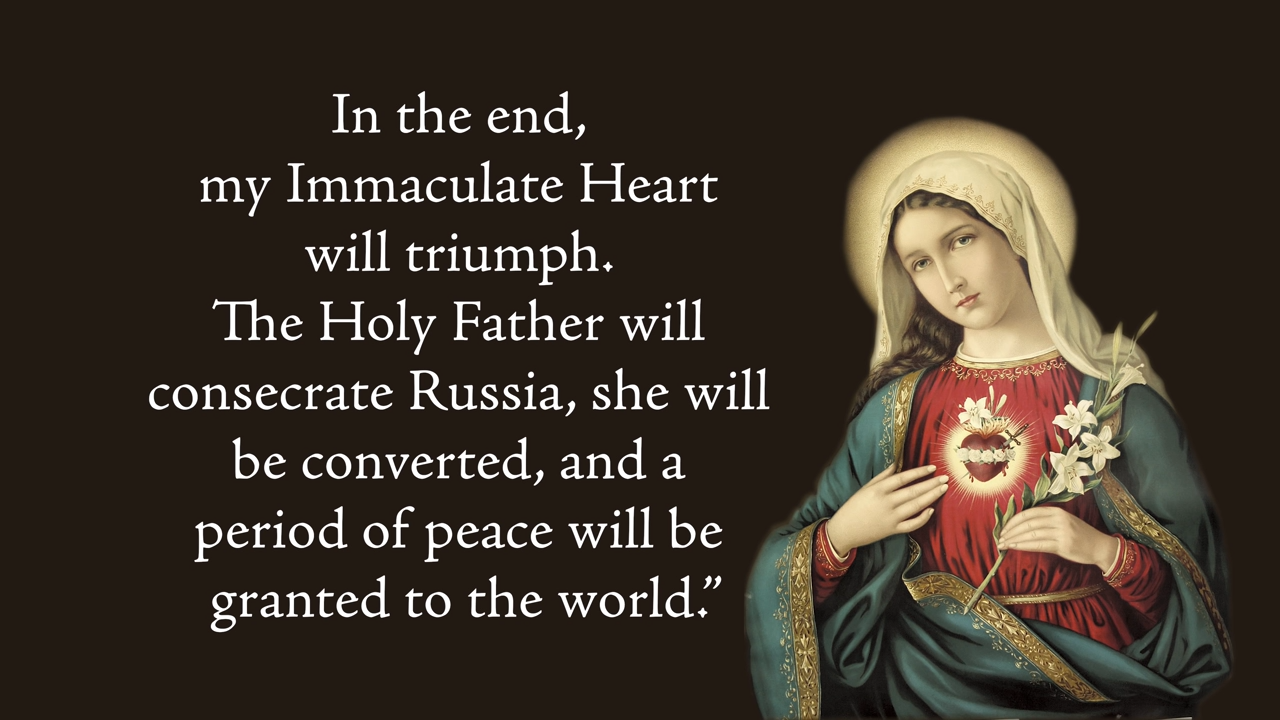 In the end,
my Immaculate Heart
will triumph.
The Holy Father will
consecrate Russia, she will
be converted, and a
period of peace will be
granted to the world.”